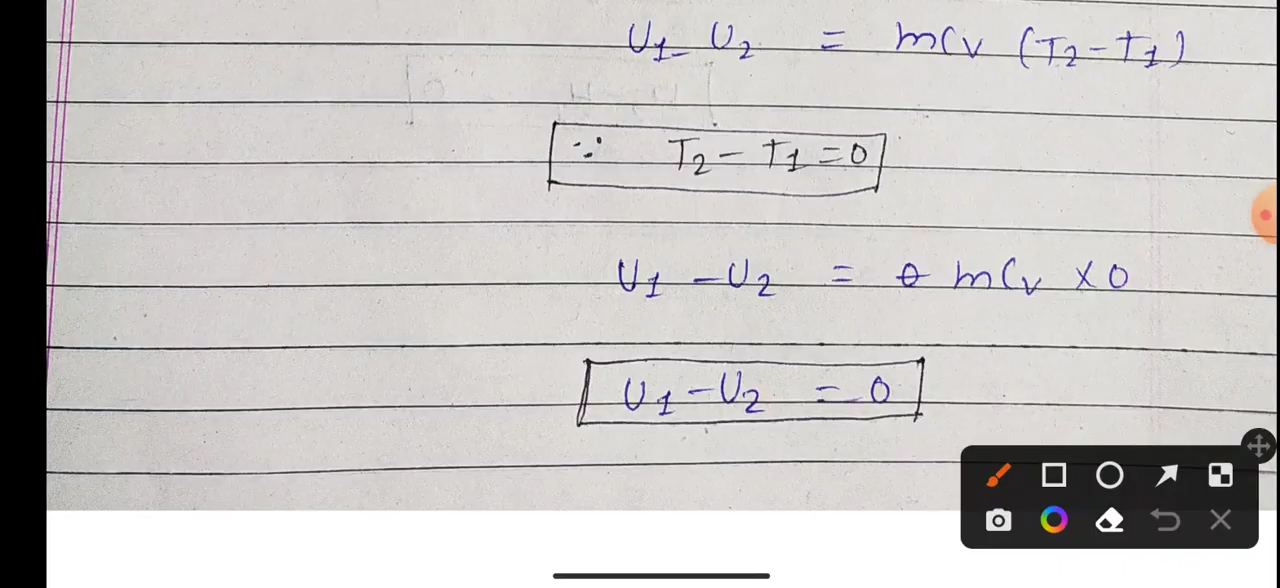 U1 - U2 = mCv (T2 - T1)
∵ T2 - T1 = 0
U1 - U2 = mCv × 0
U1 - U2 = 0